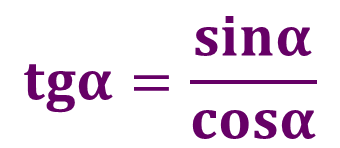 tgα = sinα / cosα